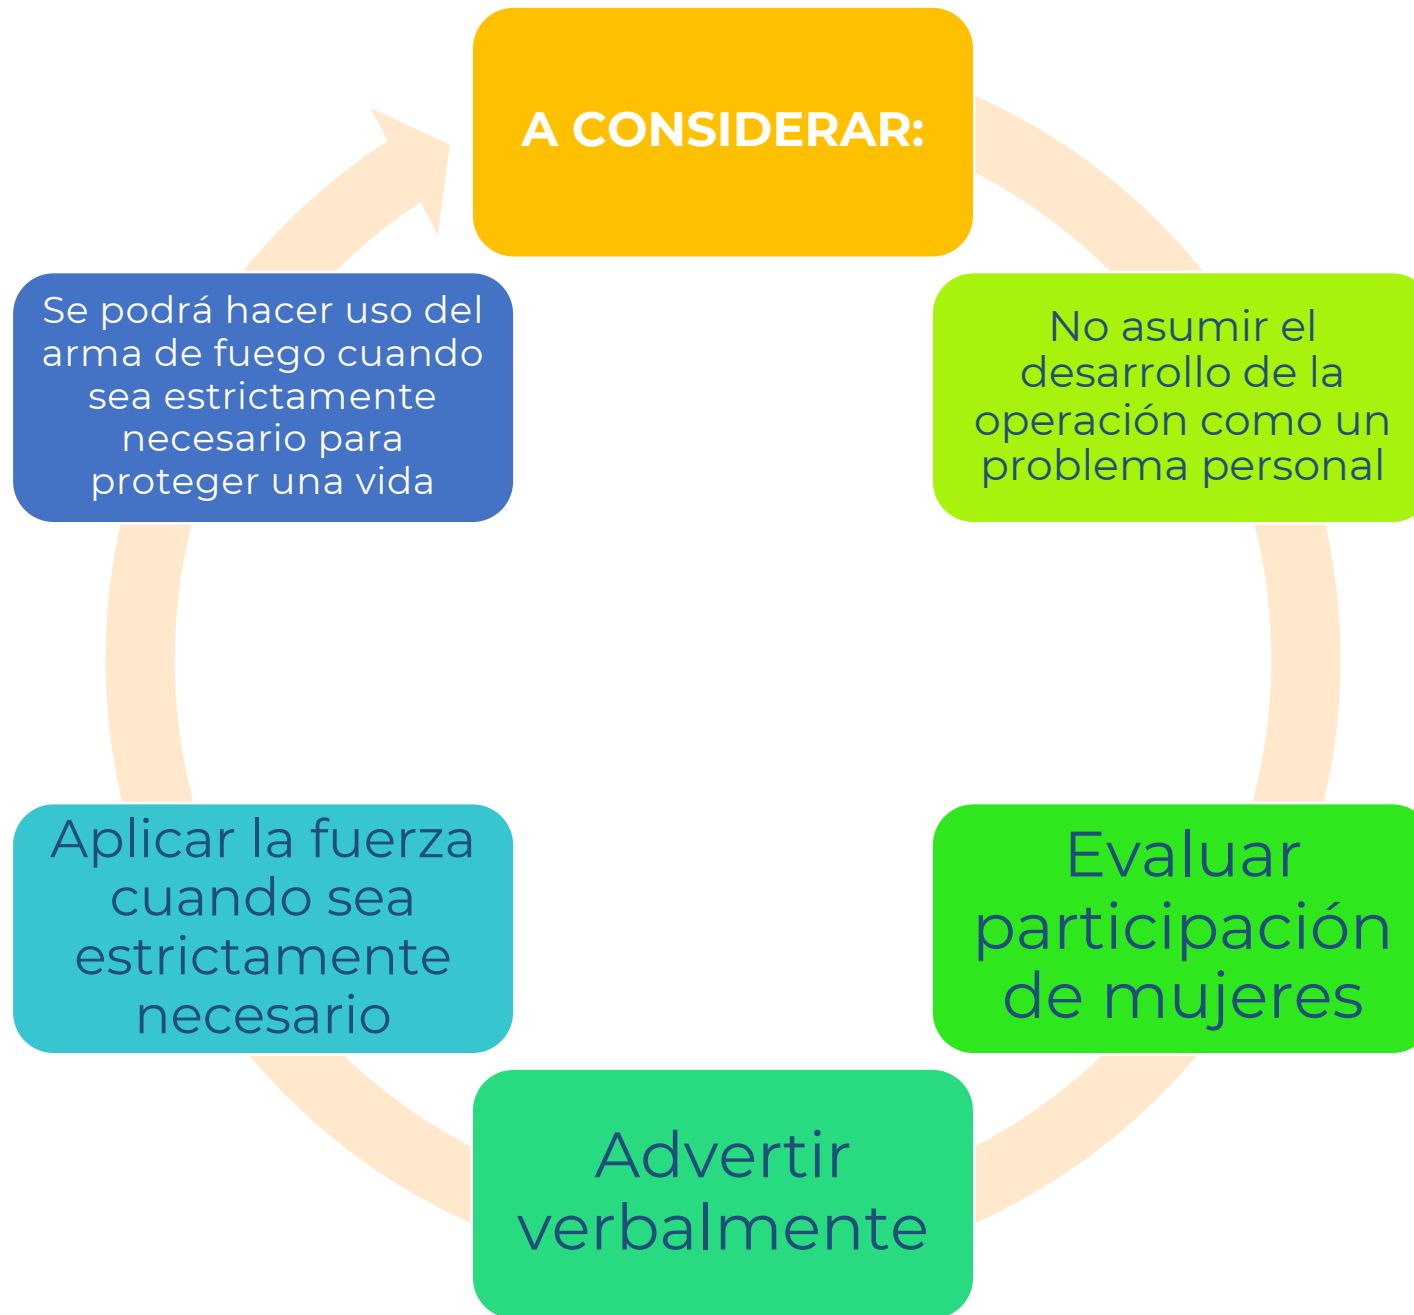 A CONSIDERAR:
No asumir el
desarrollo de la
operación como un
problema personal
Evaluar
participación
de mujeres
Advertir
verbalmente
Aplicar la fuerza
cuando sea
estrictamente
necesario
Se podrá hacer uso del
arma de fuego cuando
sea estrictamente
necesario para
proteger una vida